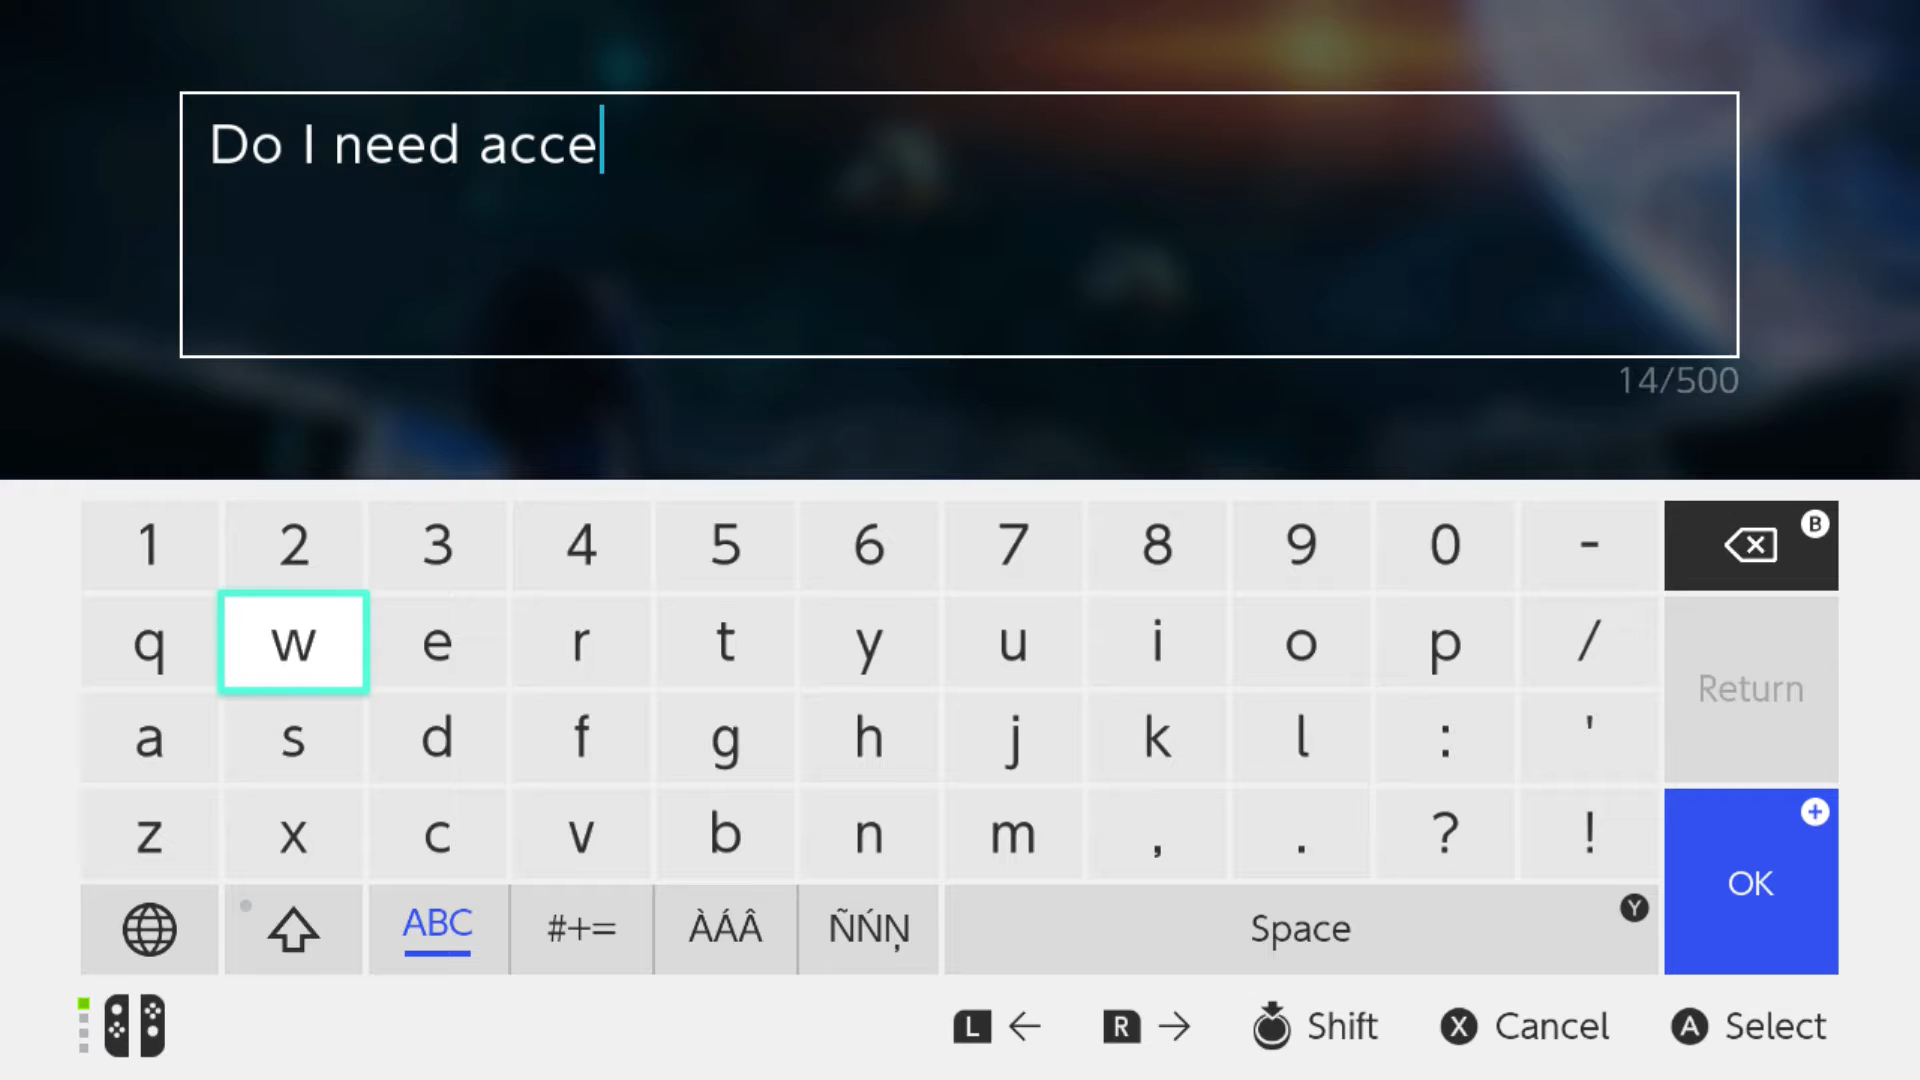 Do I need acce
14/500
1 2 3 4 5 6 7 8 9 0 - B
q w e r t y u i o p / Return
a s d f g h j k l : '
z x c v b n m , . ? ! + OK
ABC #+= ÀÁÂ ÑŃŅ Space Y
L ← R → Shift X Cancel A Select